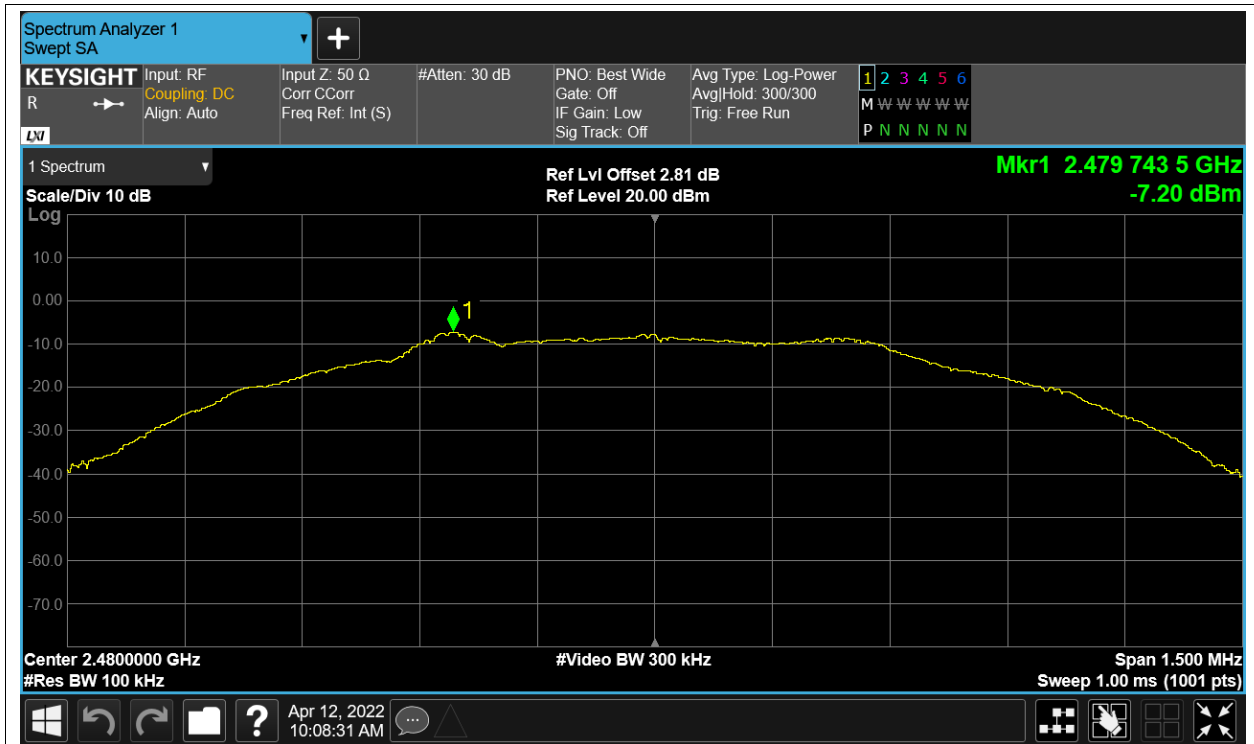 Spectrum Analyzer 1
Swept SA
+
KEYSIGHT
R
LXI
Input: RF
Coupling: DC
Align: Auto
Input Z: 50 Ω
Corr CCorr
Freq Ref: Int (S)
#Atten: 30 dB
PNO: Best Wide
Gate: Off
IF Gain: Low
Sig Track: Off
Avg Type: Log-Power
Avg|Hold: 300/300
Trig: Free Run
1 2 3 4 5 6
M W W W W W
P N N N N N
1 Spectrum
Scale/Div 10 dB
Log
Ref Lvl Offset 2.81 dB
Ref Level 20.00 dBm
Mkr1 2.479 743 5 GHz
-7.20 dBm
10.0
0.00
-10.0
-20.0
-30.0
-40.0
-50.0
-60.0
-70.0
1
Center 2.4800000 GHz
#Res BW 100 kHz
#Video BW 300 kHz
Span 1.500 MHz
Sweep 1.00 ms (1001 pts)
?
Apr 12, 2022
10:08:31 AM